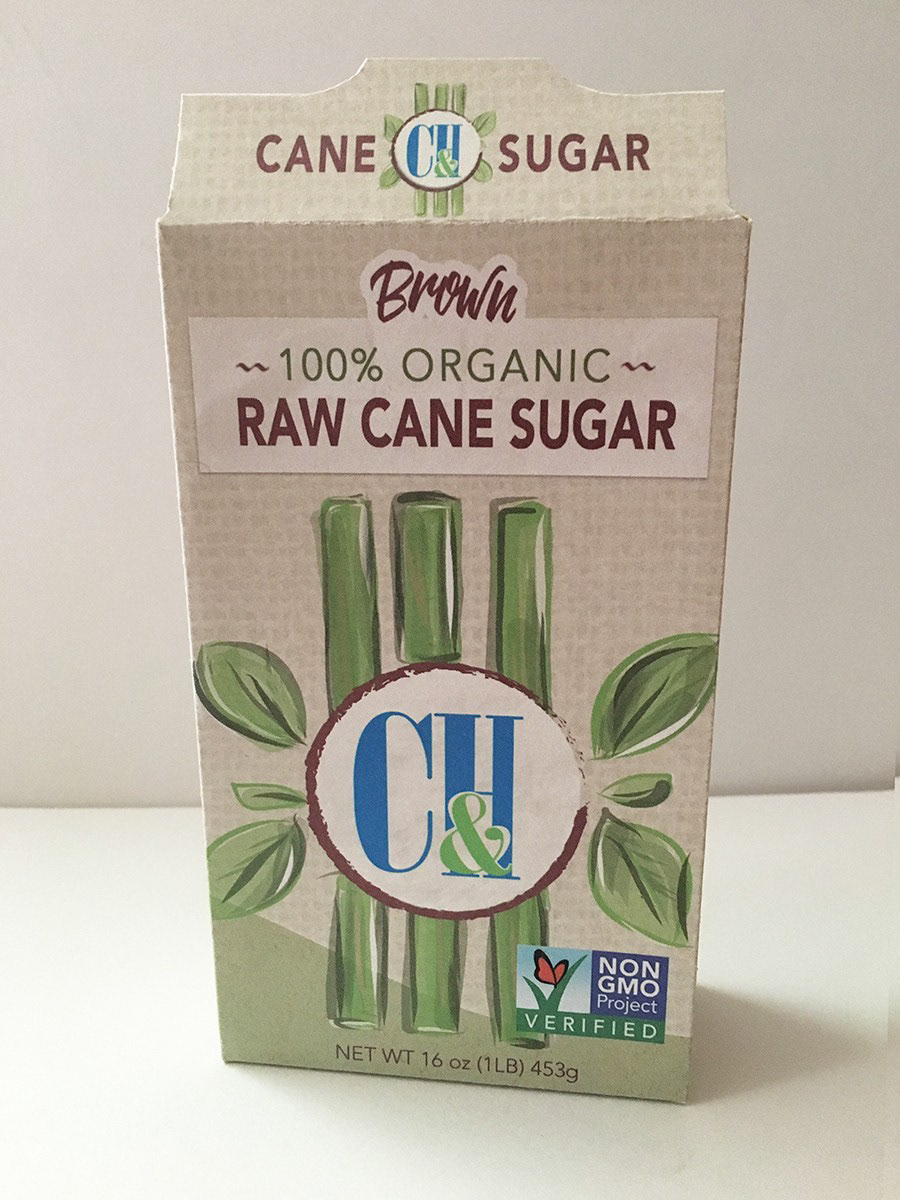 CANE C&H SUGAR
Brown
~100% ORGANIC~
RAW CANE SUGAR
C&H
NON
GMO
Project
VERIFIED
NET WT 16 oz (1LB) 453g